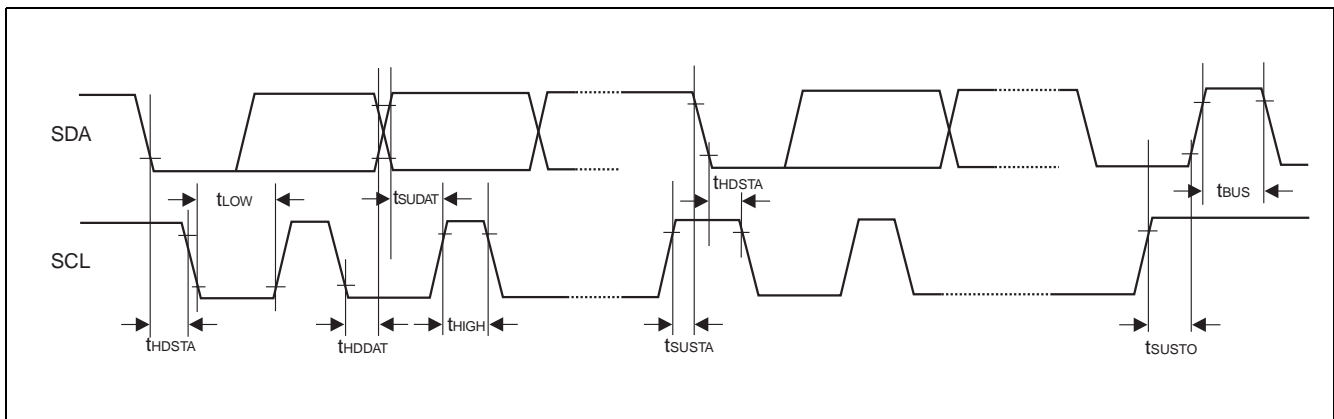 SDA
tHDSTA
tLOW
tSUDAT
tBUS
SCL
tHDSTA
tHDDAT
tHIGH
tSUSTA
tSUSTO